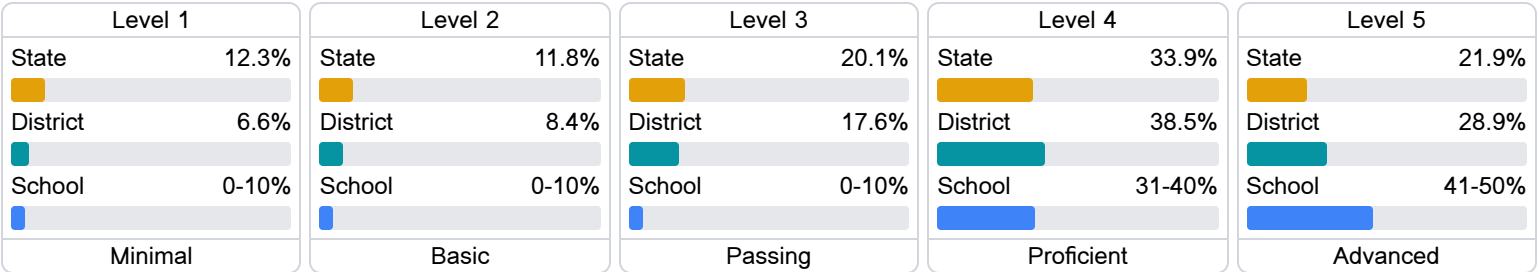 Level 1
State 12.3%
District 6.6%
School 0-10%
Minimal
Level 2
State 11.8%
District 8.4%
School 0-10%
Basic
Level 3
State 20.1%
District 17.6%
School 0-10%
Passing
Level 4
State 33.9%
District 38.5%
School 31-40%
Proficient
Level 5
State 21.9%
District 28.9%
School 41-50%
Advanced